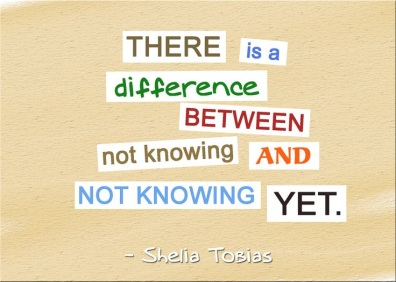 THERE is a
difference
BETWEEN
not knowing AND
NOT KNOWING YET.
- Shelia Tobias